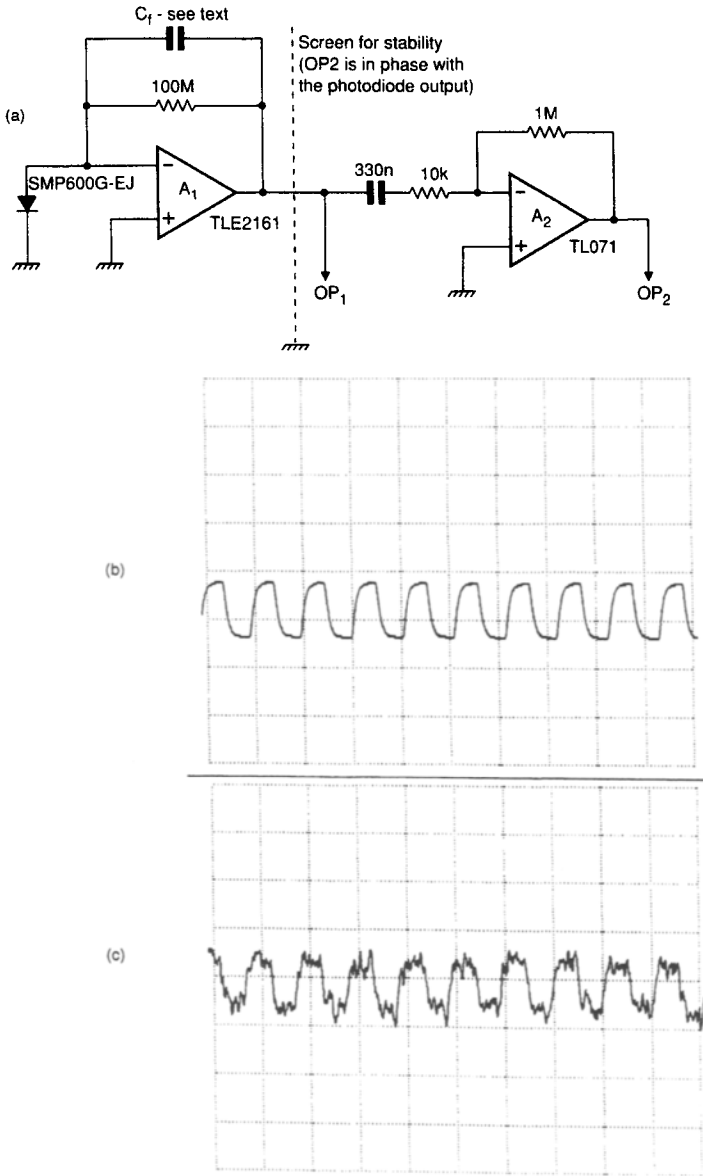 Cf - see text
Screen for stability
(OP2 is in phase with
the photodiode output)
100M
(a)
1M
330n
10k
SMP600G-EJ
−
A1
+
TLE2161
−
A2
+
TL071
OP1
OP2
(b)
(c)